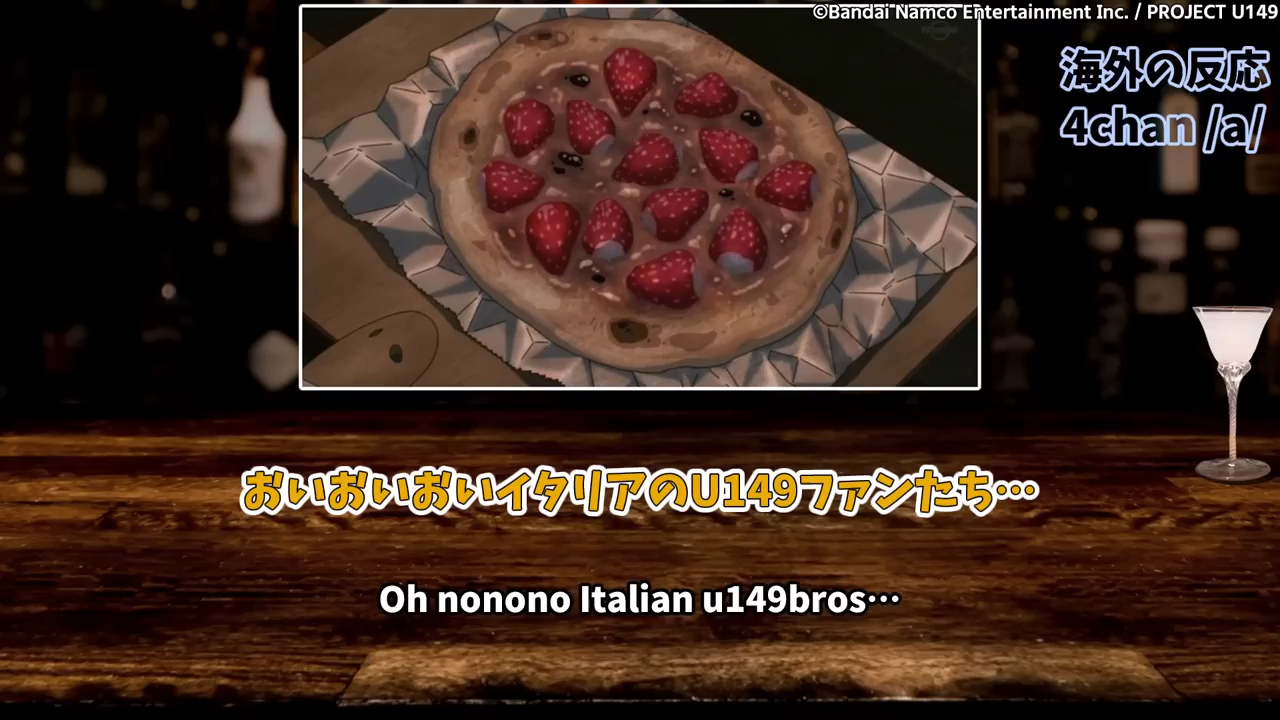 ©Bandai Namco Entertainment Inc. / PROJECT U149
海外の反応
4chan /a/
おいおいおいイタリアのU149ファンたち…
Oh nonono Italian u149bros…